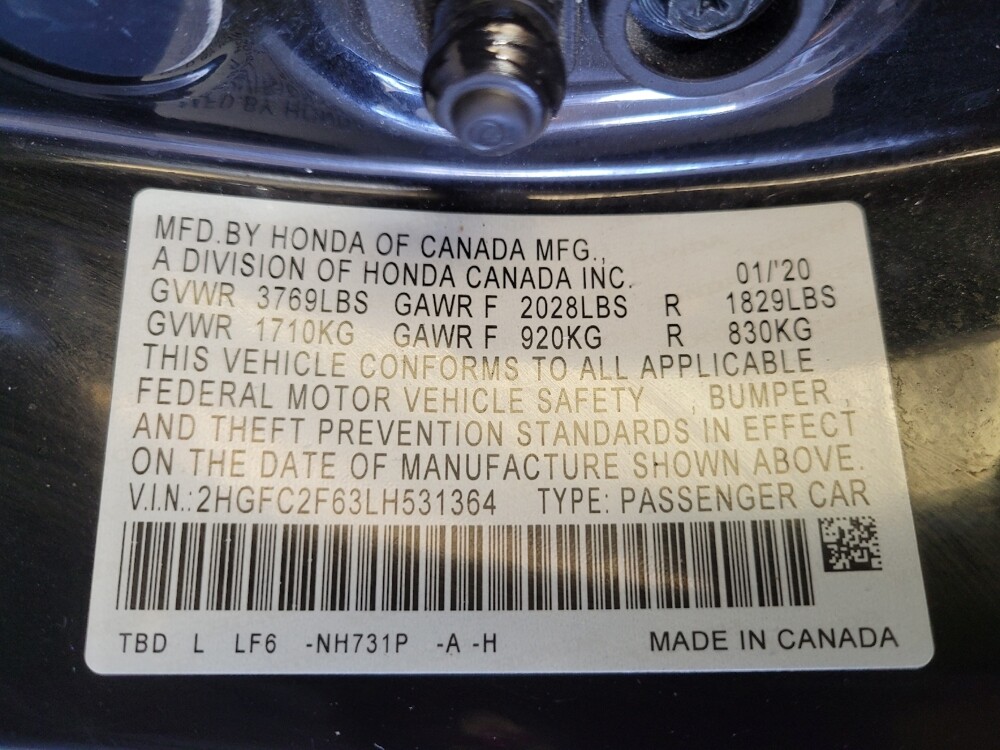 MFD.BY HONDA OF CANADA MFG.,
A DIVISION OF HONDA CANADA INC. 01/'20
GVWR 3769LBS GAWR F 2028LBS R 1829LBS
GVWR 1710KG GAWR F 920KG R 830KG
THIS VEHICLE CONFORMS TO ALL APPLICABLE
FEDERAL MOTOR VEHICLE SAFETY , BUMPER ,
AND THEFT PREVENTION STANDARDS IN EFFECT
ON THE DATE OF MANUFACTURE SHOWN ABOVE.
V.I.N.:2HGFC2F63LH531364 TYPE: PASSENGER CAR
TBD L LF6 -NH731P -A -H MADE IN CANADA